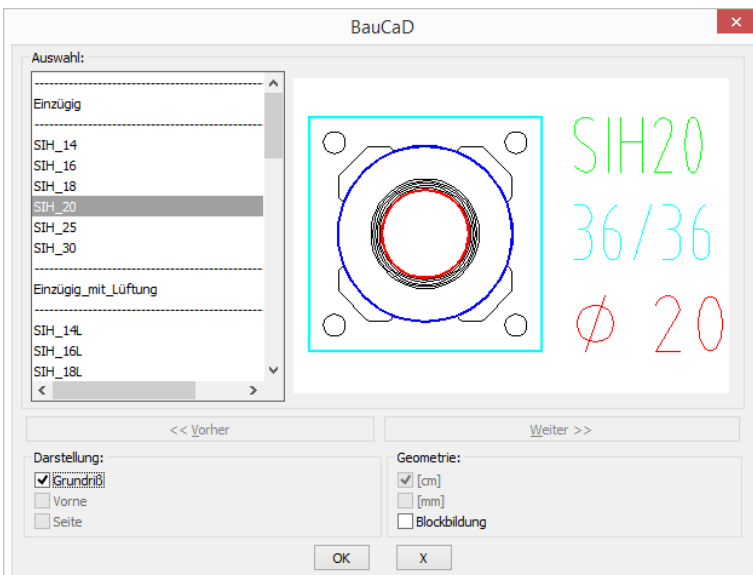 BauCaD
Auswahl:
Einzügig
SIH_14
SIH_16
SIH_18
SIH_20
SIH_25
SIH_30
Einzügig_mit_Lüftung
SIH_14L
SIH_16L
SIH_18L
SIH20
36/36
ϕ 20
<< Vorher
Weiter >>
Darstellung:
Grundriß
Vorne
Seite
Geometrie:
[cm]
[mm]
Blockbildung
OK
X